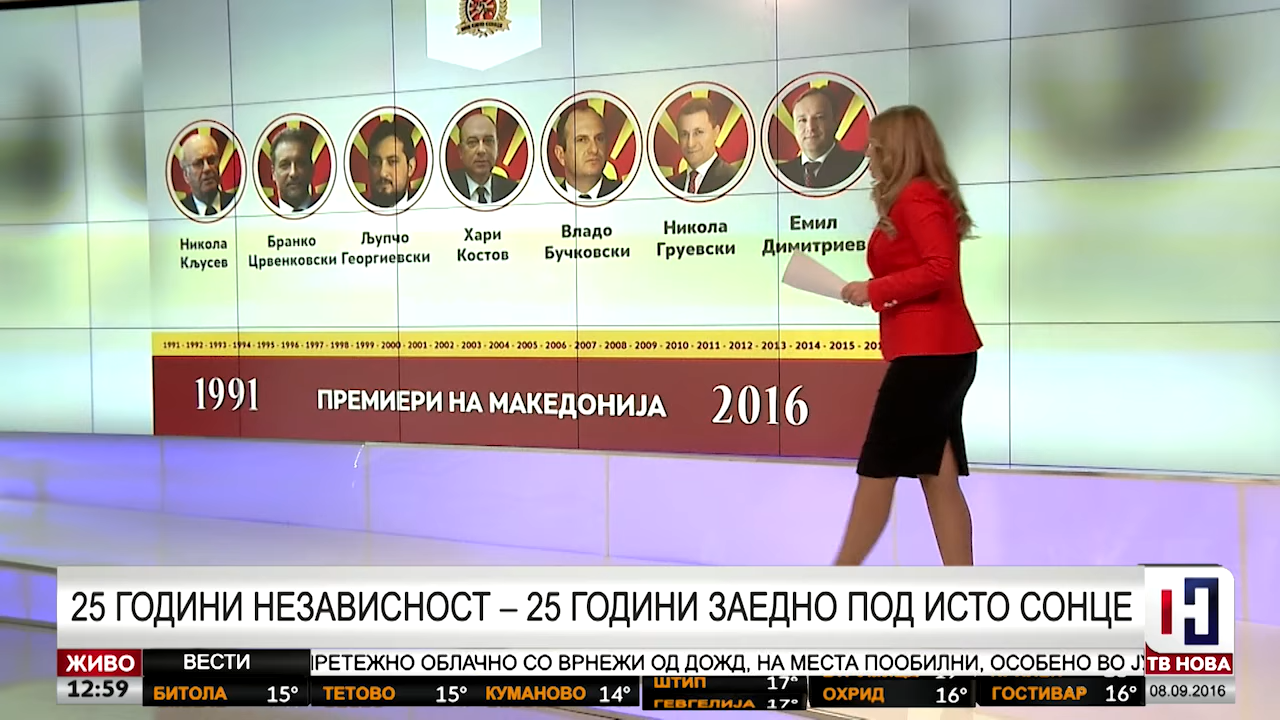 Никола
Кљусев
Бранко
Црвенковски
Љупчо
Георгиевски
Хари
Костов
Владо
Бучковски
Никола
Груевски
Емил
Димитриев
1991 - 1992 - 1993 - 1994 - 1995 - 1996 - 1997 - 1998 - 1999 - 2000 - 2001 - 2002 - 2003 - 2004 - 2005 - 2006 - 2007 - 2008 - 2009 - 2010 - 2011 - 2012 - 2013 - 2014 - 2015 -
1991 ПРЕМИЕРИ НА МАКЕДОНИЈА 2016
25 ГОДИНИ НЕЗАВИСНОСТ – 25 ГОДИНИ ЗАЕДНО ПОД ИСТО СОНЦЕ
ЖИВО ВЕСТИ ПРЕТЕЖНО ОБЛАЧНО СО ВРНЕЖИ ОД ДОЖД, НА МЕСТА ПООБИЛНИ, ОСОБЕНО ВО ТВ НОВА
12:59 БИТОЛА 15° ТЕТОВО 15° КУМАНОВО 14° ШТИП 17° ОХРИД 16° ГОСТИВАР 16° 08.09.2016
ГЕВГЕЛИЈА 17°